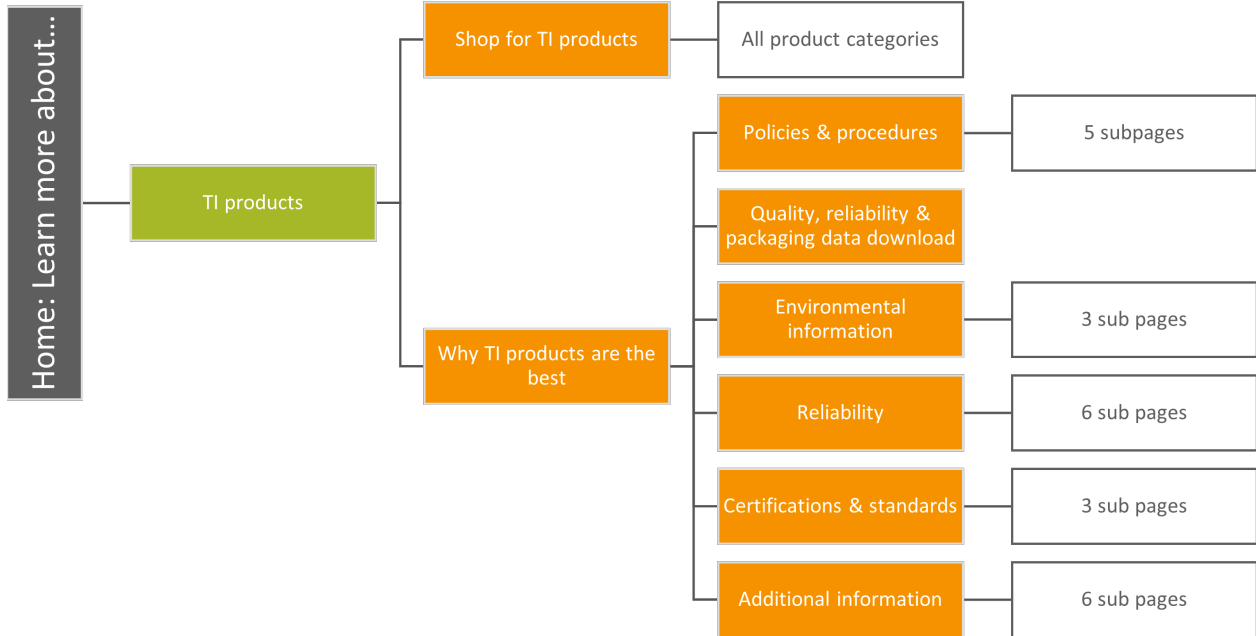 Home: Learn more about...
TI products
Shop for TI products
All product categories
Why TI products are the
best
Policies & procedures
5 subpages
Quality, reliability &
packaging data download
Environmental
information
3 sub pages
Reliability
6 sub pages
Certifications & standards
3 sub pages
Additional information
6 sub pages